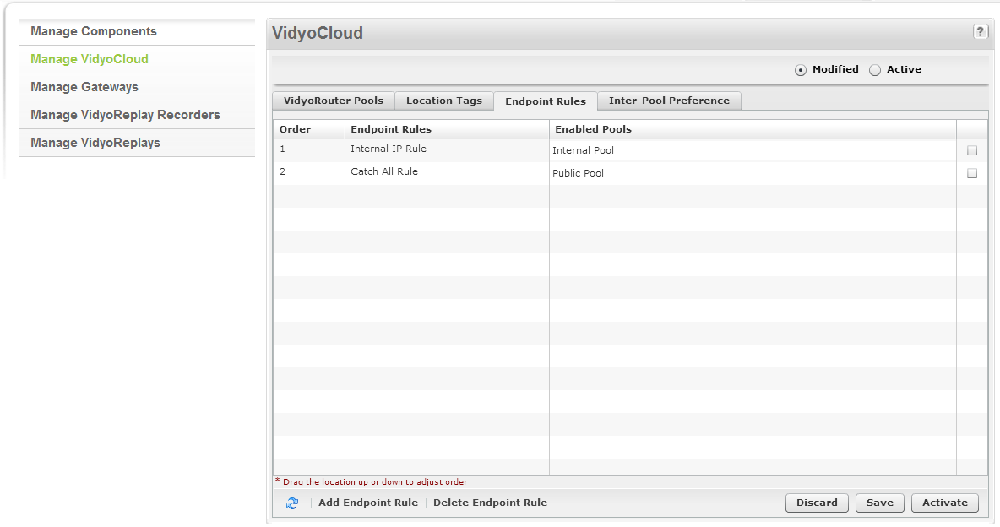 Manage Components
Manage VidyoCloud
Manage Gateways
Manage VidyoReplay Recorders
Manage VidyoReplays
VidyoCloud
?
Modified Active
VidyoRouter Pools Location Tags Endpoint Rules Inter-Pool Preference
Order Endpoint Rules Enabled Pools
1 Internal IP Rule Internal Pool
2 Catch All Rule Public Pool
* Drag the location up or down to adjust order
Add Endpoint Rule Delete Endpoint Rule Discard Save Activate